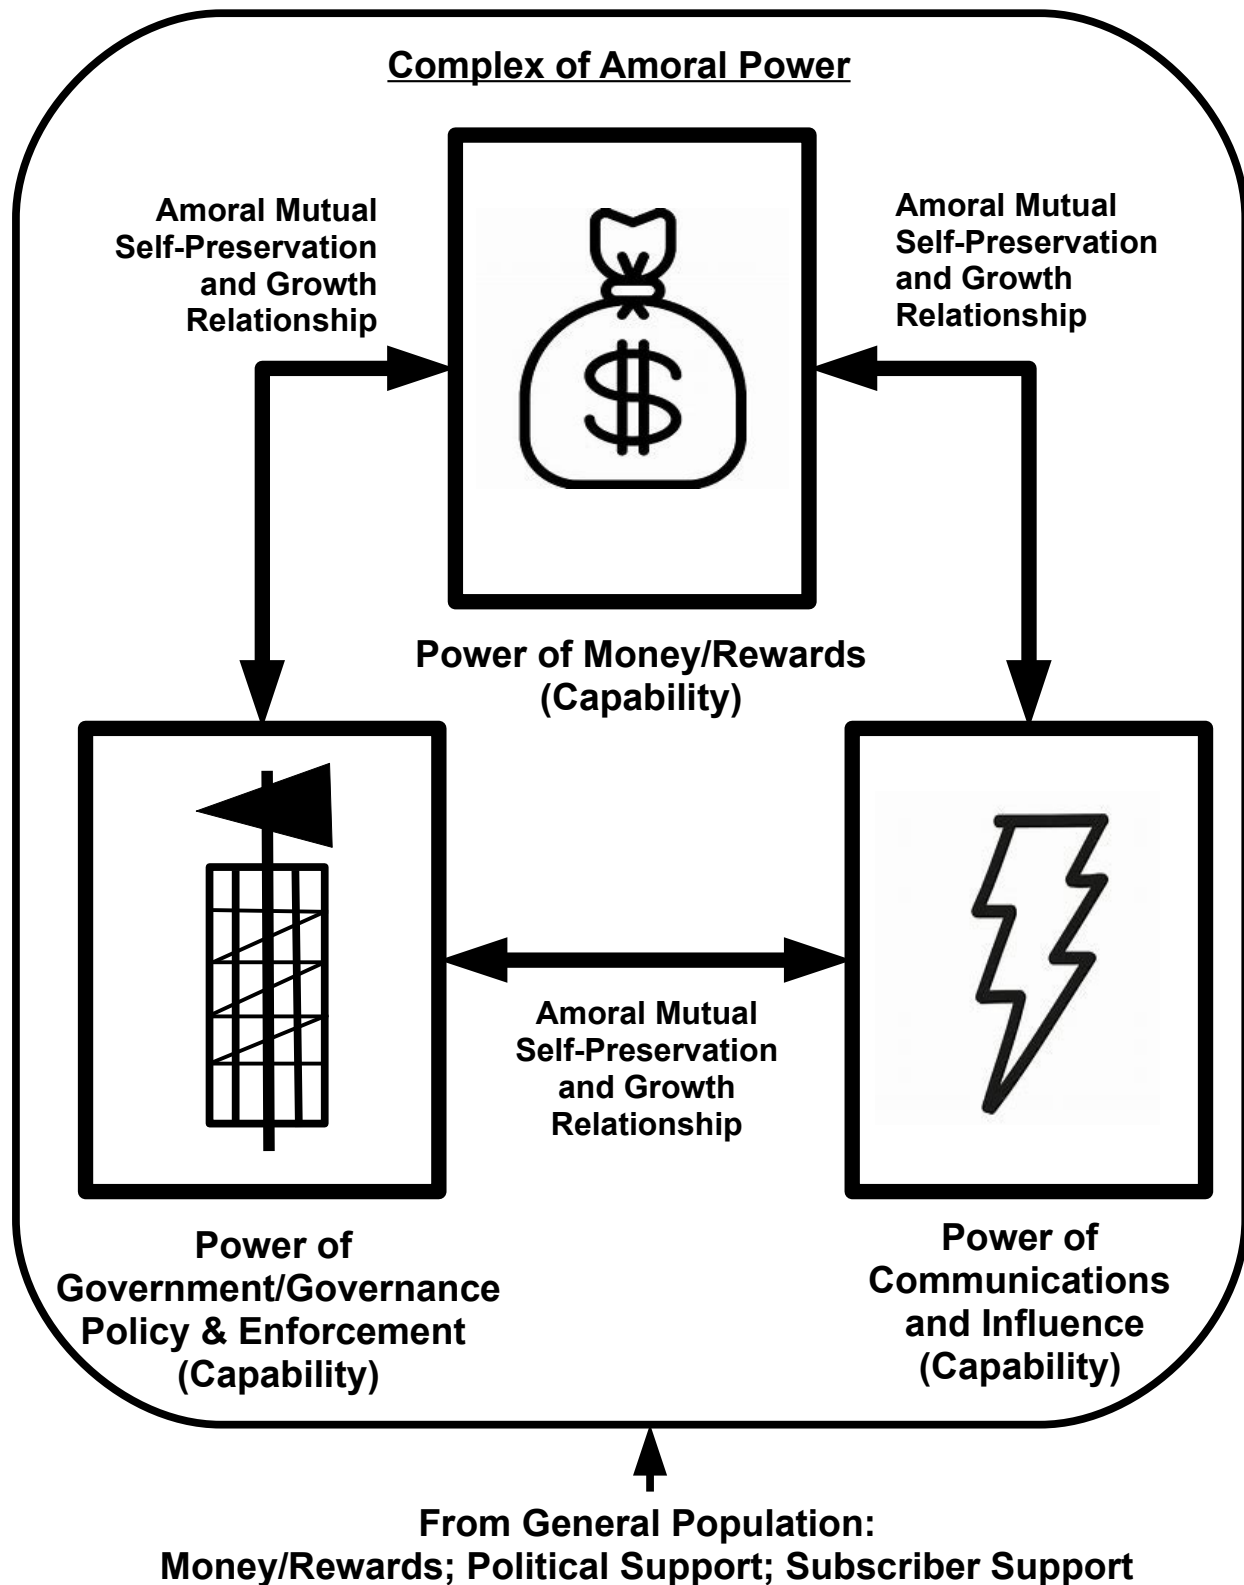 Complex of Amoral Power
Amoral Mutual
Self-Preservation
and Growth
Relationship
Amoral Mutual
Self-Preservation
and Growth
Relationship
$
Power of Money/Rewards
(Capability)
Amoral Mutual
Self-Preservation
and Growth
Relationship
Power of
Government/Governance
Policy & Enforcement
(Capability)
Power of
Communications
and Influence
(Capability)
From General Population:
Money/Rewards; Political Support; Subscriber Support